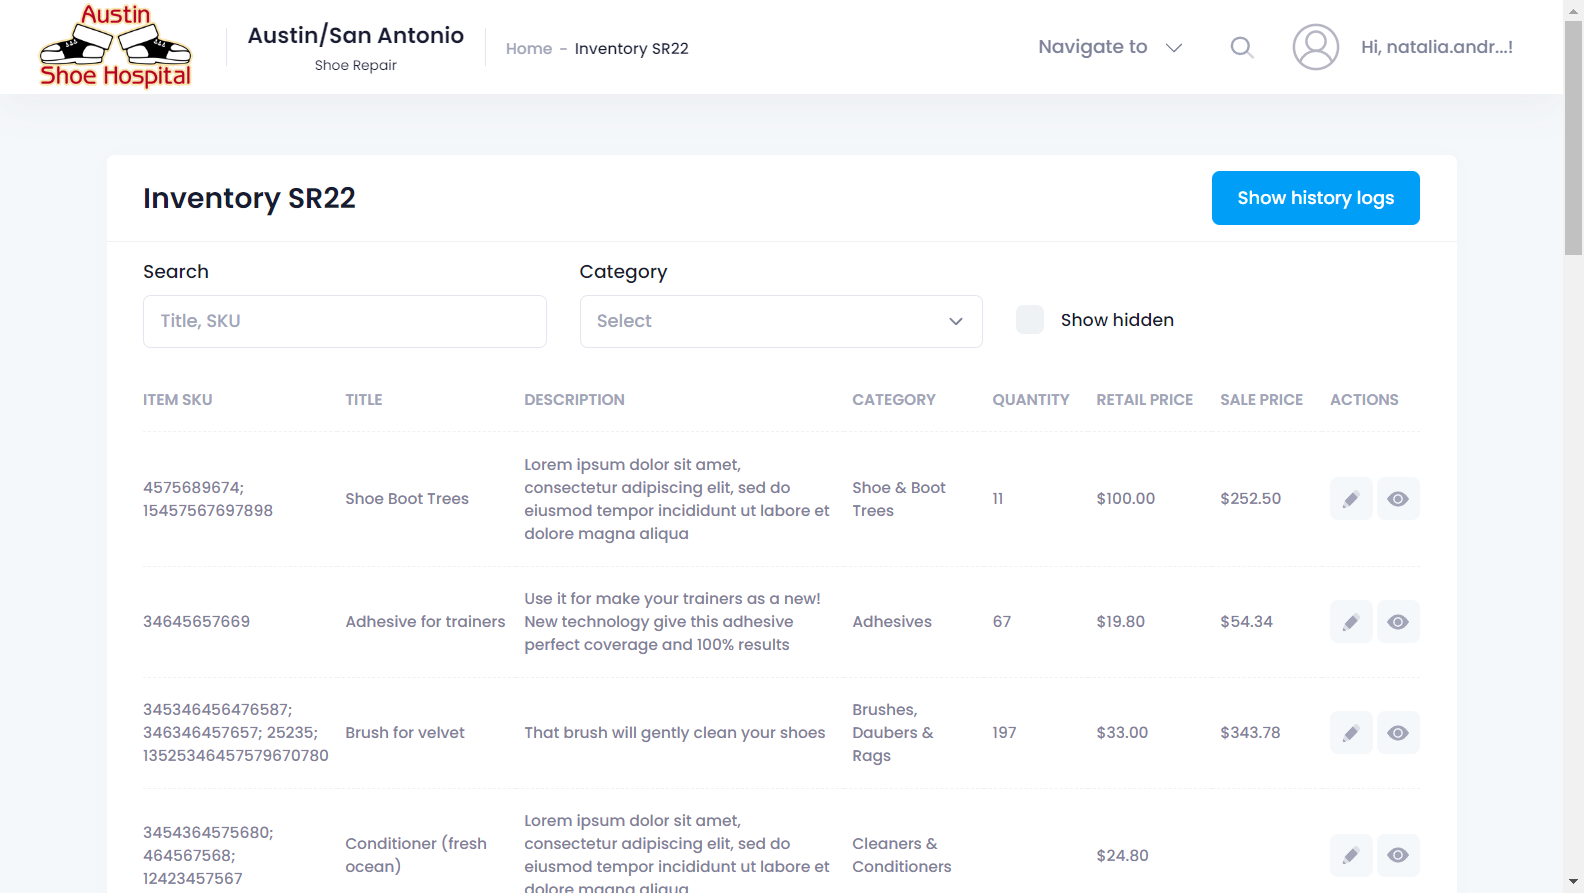 Austin
Shoe Hospital
Austin/San Antonio
Shoe Repair
Home – Inventory SR22
Navigate to
Hi, natalia.andr...!
Inventory SR22
Show history logs
Search
Category
Title, SKU
Select
Show hidden
ITEM SKU TITLE DESCRIPTION CATEGORY QUANTITY RETAIL PRICE SALE PRICE ACTIONS
4575689674;
15457567697898
Shoe Boot Trees
Lorem ipsum dolor sit amet,
consectetur adipiscing elit, sed do
eiusmod tempor incididunt ut labore et
dolore magna aliqua
Shoe & Boot
Trees
11
$100.00
$252.50
34645657669
Adhesive for trainers
Use it for make your trainers as a new!
New technology give this adhesive
perfect coverage and 100% results
Adhesives
67
$19.80
$54.34
345346456476587;
346346457657; 25235;
13525346457579670780
Brush for velvet
That brush will gently clean your shoes
Brushes,
Daubers &
Rags
197
$33.00
$343.78
3454364575680;
464567568;
12423457567
Conditioner (fresh
ocean)
Lorem ipsum dolor sit amet,
consectetur adipiscing elit, sed do
eiusmod tempor incididunt ut labore et
dolore magna aliqua
Cleaners &
Conditioners
$24.80